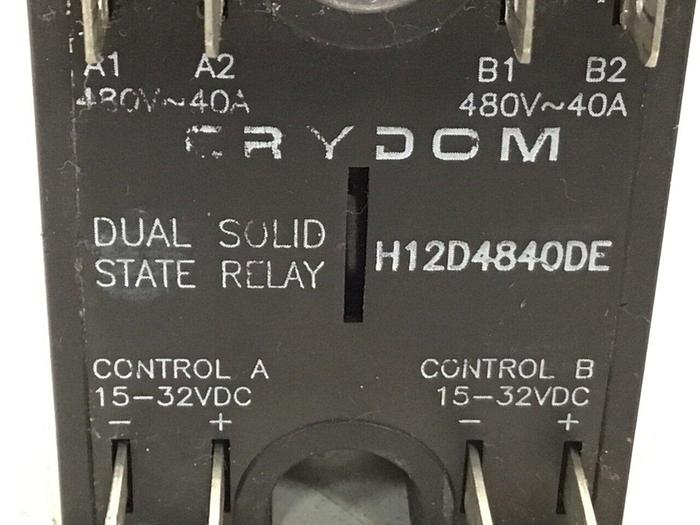 A1 A2 B1 B2
480V~40A 480V~40A
CRYDOM
DUAL SOLID
STATE RELAY
H12D4840DE
CONTROL A CONTROL B
15-32VDC 15-32VDC
- + - +